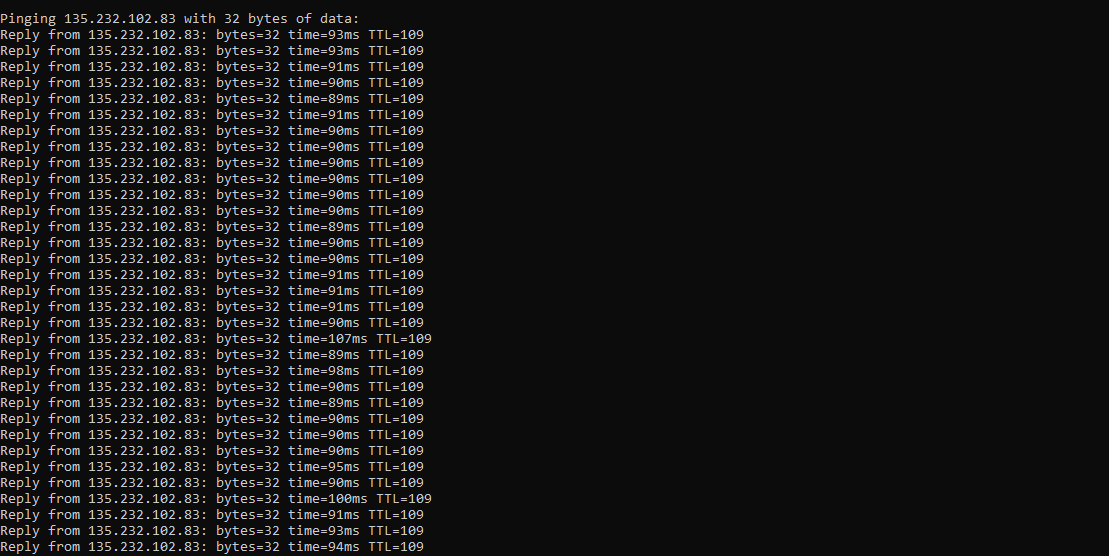 Pinging 135.232.102.83 with 32 bytes of data:
Reply from 135.232.102.83: bytes=32 time=93ms TTL=109
Reply from 135.232.102.83: bytes=32 time=93ms TTL=109
Reply from 135.232.102.83: bytes=32 time=91ms TTL=109
Reply from 135.232.102.83: bytes=32 time=90ms TTL=109
Reply from 135.232.102.83: bytes=32 time=89ms TTL=109
Reply from 135.232.102.83: bytes=32 time=91ms TTL=109
Reply from 135.232.102.83: bytes=32 time=90ms TTL=109
Reply from 135.232.102.83: bytes=32 time=90ms TTL=109
Reply from 135.232.102.83: bytes=32 time=90ms TTL=109
Reply from 135.232.102.83: bytes=32 time=90ms TTL=109
Reply from 135.232.102.83: bytes=32 time=90ms TTL=109
Reply from 135.232.102.83: bytes=32 time=90ms TTL=109
Reply from 135.232.102.83: bytes=32 time=89ms TTL=109
Reply from 135.232.102.83: bytes=32 time=90ms TTL=109
Reply from 135.232.102.83: bytes=32 time=90ms TTL=109
Reply from 135.232.102.83: bytes=32 time=91ms TTL=109
Reply from 135.232.102.83: bytes=32 time=91ms TTL=109
Reply from 135.232.102.83: bytes=32 time=91ms TTL=109
Reply from 135.232.102.83: bytes=32 time=90ms TTL=109
Reply from 135.232.102.83: bytes=32 time=107ms TTL=109
Reply from 135.232.102.83: bytes=32 time=89ms TTL=109
Reply from 135.232.102.83: bytes=32 time=98ms TTL=109
Reply from 135.232.102.83: bytes=32 time=90ms TTL=109
Reply from 135.232.102.83: bytes=32 time=89ms TTL=109
Reply from 135.232.102.83: bytes=32 time=90ms TTL=109
Reply from 135.232.102.83: bytes=32 time=90ms TTL=109
Reply from 135.232.102.83: bytes=32 time=90ms TTL=109
Reply from 135.232.102.83: bytes=32 time=95ms TTL=109
Reply from 135.232.102.83: bytes=32 time=90ms TTL=109
Reply from 135.232.102.83: bytes=32 time=100ms TTL=109
Reply from 135.232.102.83: bytes=32 time=91ms TTL=109
Reply from 135.232.102.83: bytes=32 time=93ms TTL=109
Reply from 135.232.102.83: bytes=32 time=94ms TTL=109